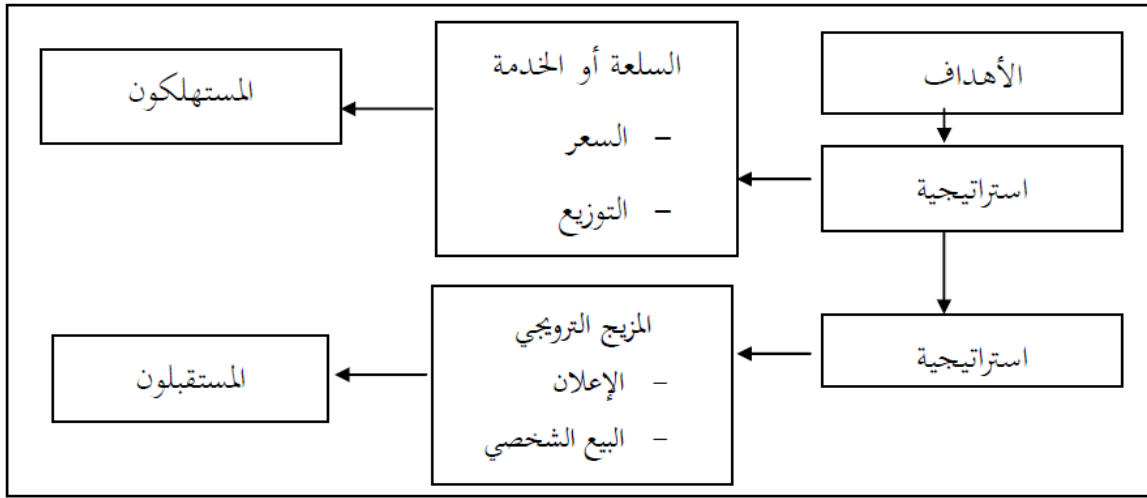 الأهداف
استراتيجية
السلعة أو الخدمة
– السعر
– التوزيع
المستهلكون
استراتيجية
المزيج الترويجي
- الإعلان
- البيع الشخصي
المستقبلون